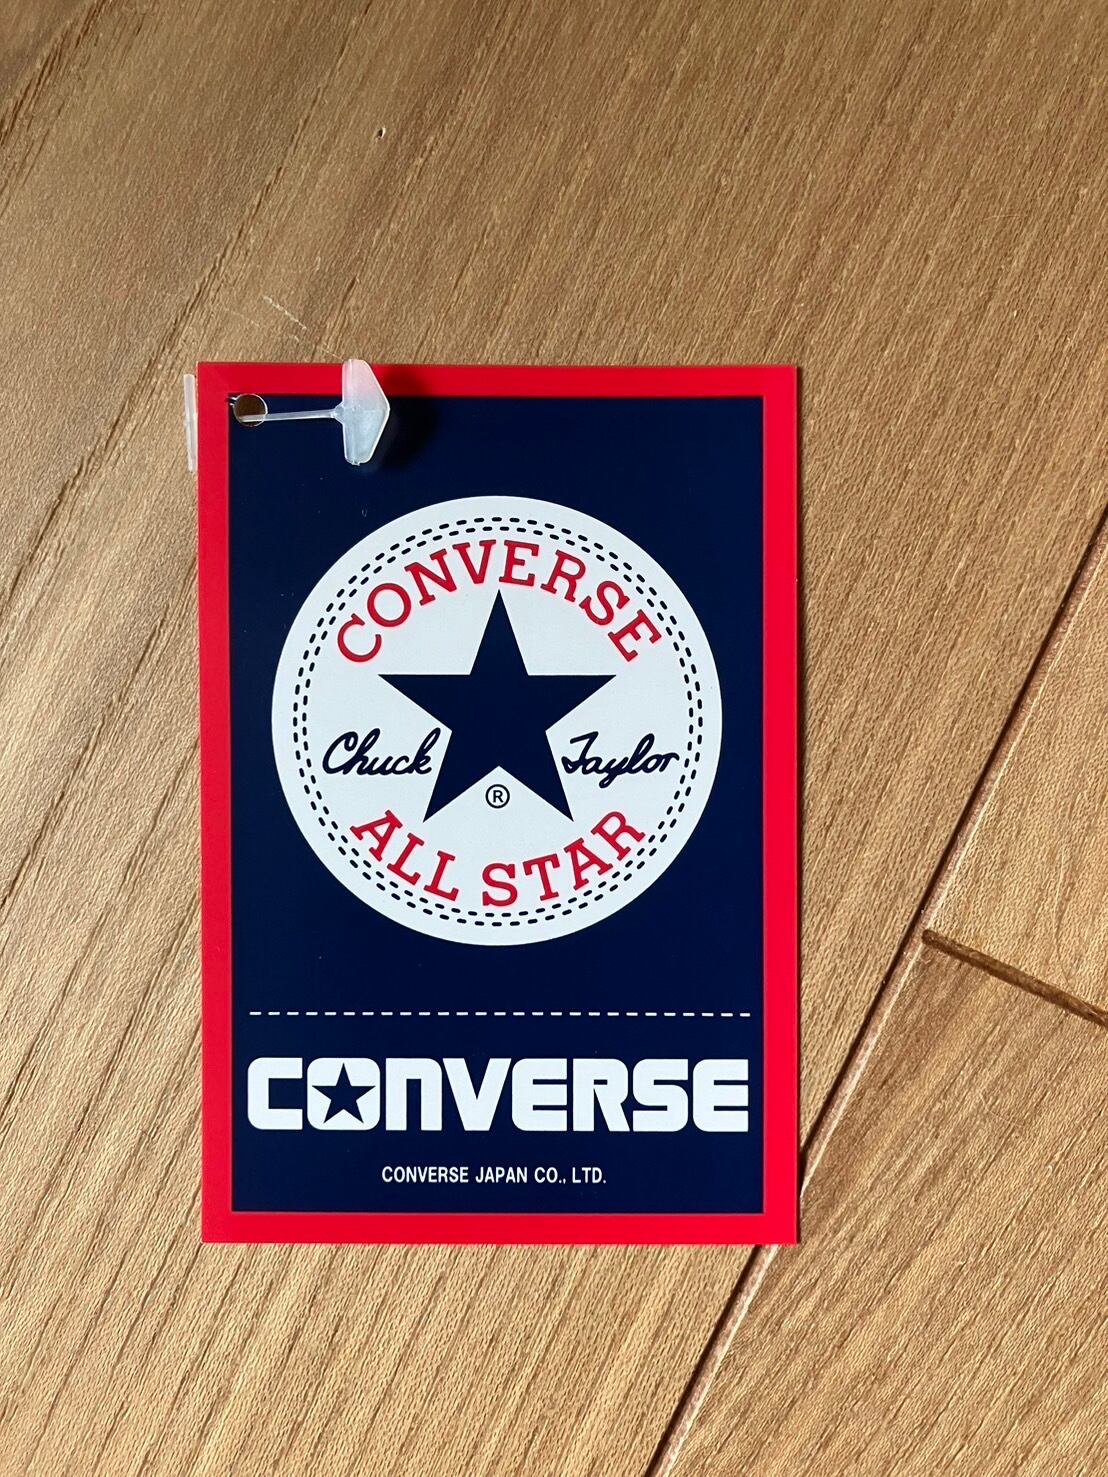 CONVERSE
Chuck Taylor
®
ALL STAR
CONVERSE
CONVERSE JAPAN CO., LTD.